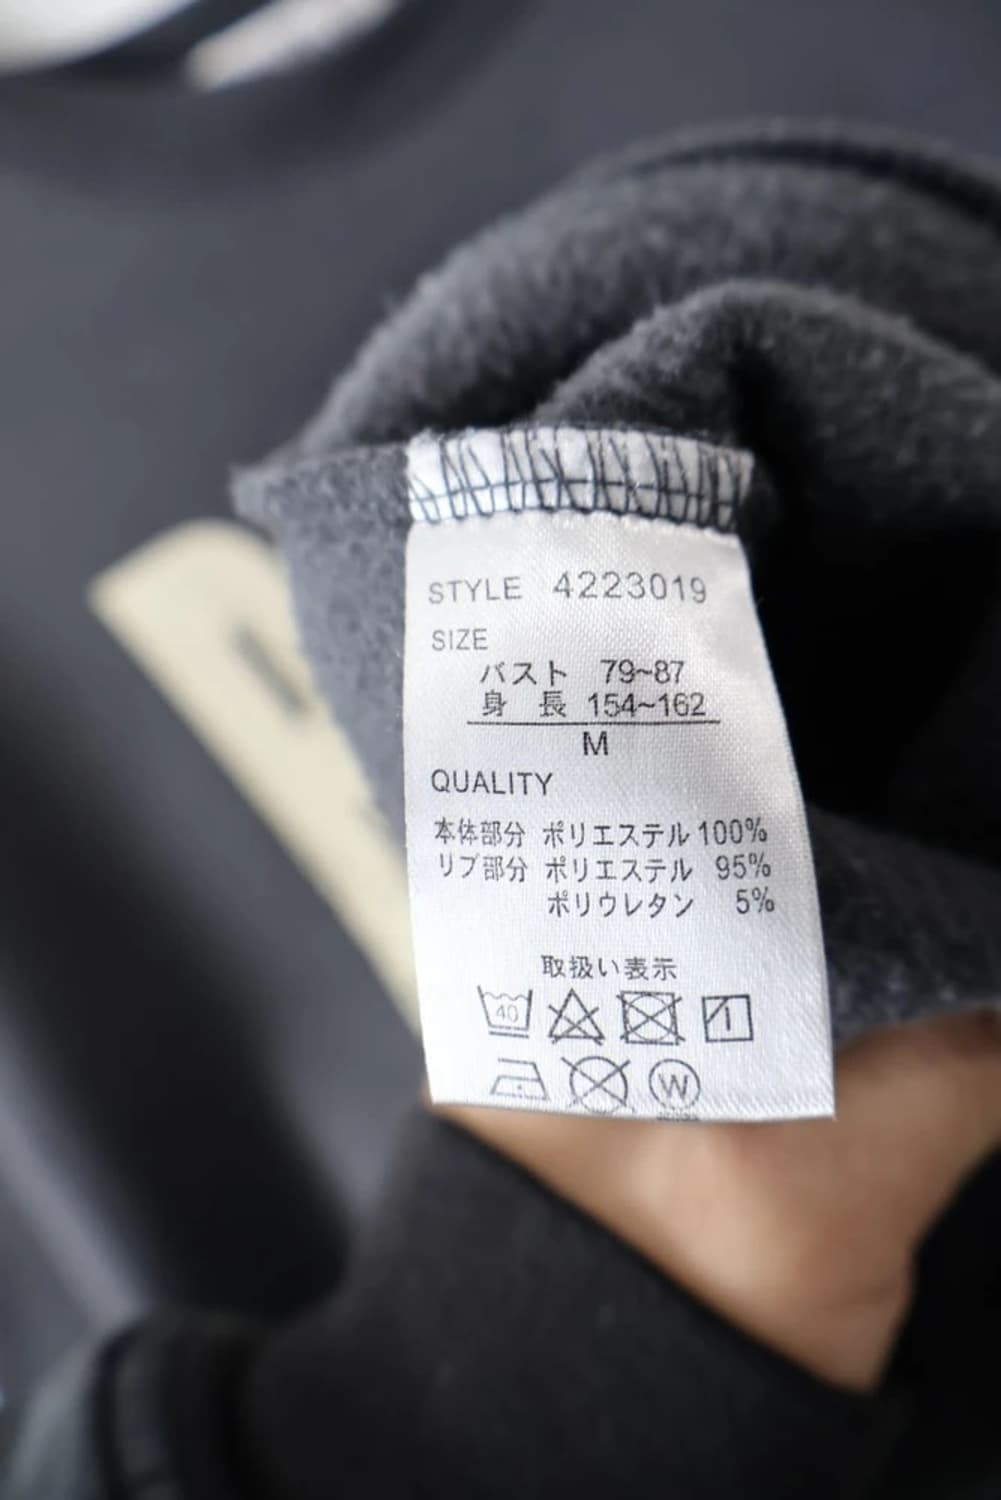 STYLE 4223019
SIZE
バスト 79~87
身 長 154~162
M
QUALITY
本体部分 ポリエステル 100%
リブ部分 ポリエステル 95%
ポリウレタン 5%
取扱い表示
40
W